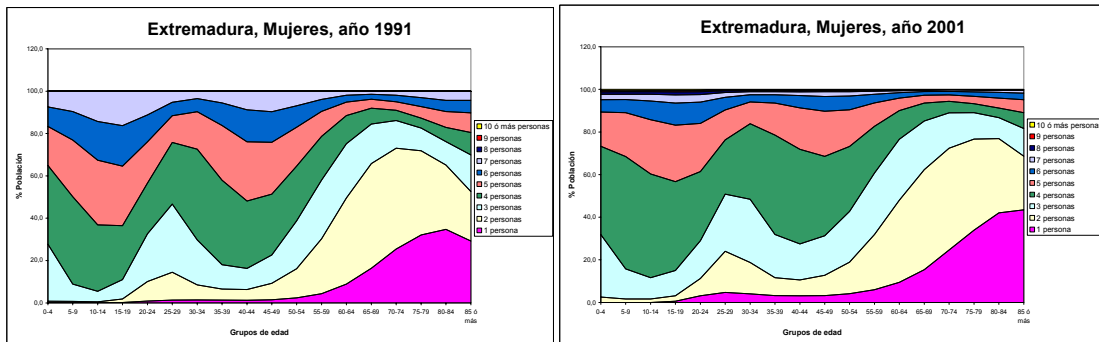 Extremadura, Mujeres, año 1991
120,0
100,0
80,0
60,0
40,0
20,0
0,0
% Población
0-4 5-9 10-14 15-19 20-24 25-29 30-34 35-39 40-44 45-49 50-54 55-59 60-64 65-69 70-74 75-79 80-84 85 ó más
Grupos de edad
10 ó más personas
9 personas
8 personas
7 personas
6 personas
5 personas
4 personas
3 personas
2 personas
1 persona
Extremadura, Mujeres, año 2001
120,0
100,0
80,0
60,0
40,0
20,0
0,0
% Población
0-4 5-9 10-14 15-19 20-24 25-29 30-34 35-39 40-44 45-49 50-54 55-59 60-64 65-69 70-74 75-79 80-84 85 ó más
Grupos de edad
10 ó más personas
9 personas
8 personas
7 personas
6 personas
5 personas
4 personas
3 personas
2 personas
1 persona